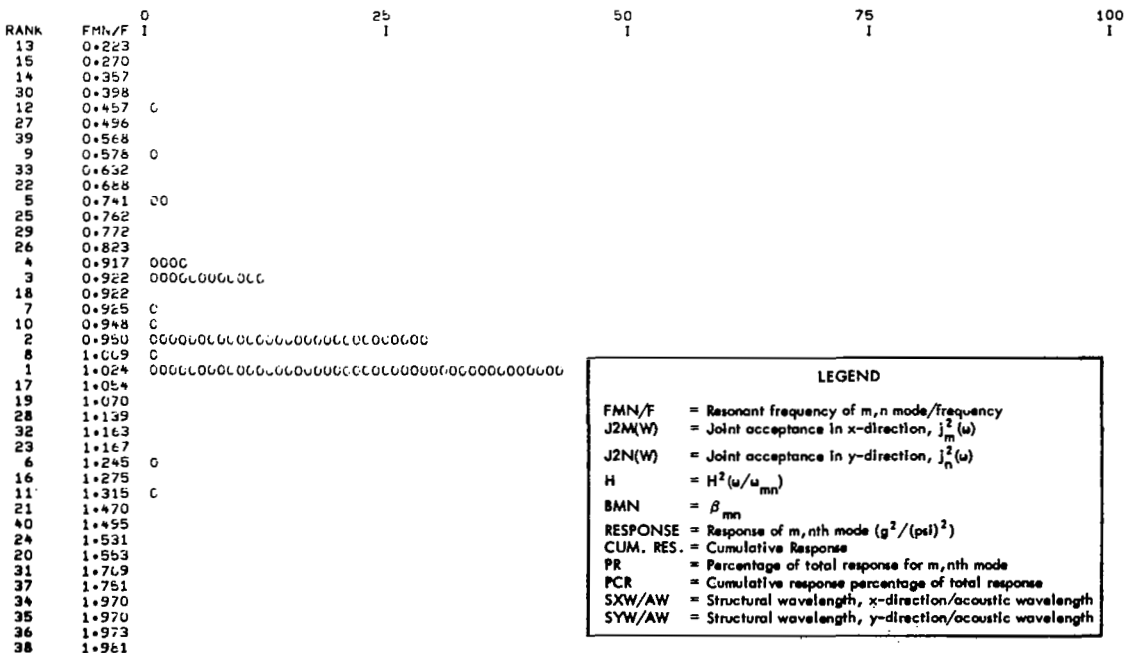 0 25 50 75 100
RANK FMN/F I I I I I
13 0.223
15 0.270
14 0.357
30 0.398
12 0.457 O
27 0.496
39 0.568
9 0.578 O
33 0.632
22 0.688
5 0.741 OO
25 0.762
29 0.772
26 0.823
4 0.917 OOOO
3 0.922 OOOOOOOOOOOO
18 0.922
7 0.925 O
10 0.948 O
2 0.950
8 1.009 O
1 1.024
17 1.054
19 1.070
28 1.139
32 1.163
23 1.167
6 1.245 O
16 1.275
11 1.315 O
21 1.470
40 1.495
24 1.531
20 1.553
31 1.709
37 1.751
34 1.970
35 1.970
36 1.973
38 1.981
LEGEND
FMN/F = Resonant frequency of m,n mode/frequency
J2M(W) = Joint acceptance in x-direction, j²ₘ(ω)
J2N(W) = Joint acceptance in y-direction, j²ₙ(ω)
H = H²(ω/ωₘₙ)
BMN = βₘₙ
RESPONSE = Response of m,nth mode (g²/(psi)²)
CUM. RES. = Cumulative Response
PR = Percentage of total response for m,nth mode
PCR = Cumulative response percentage of total response
SXW/AW = Structural wavelength, x-direction/acoustic wavelength
SYW/AW = Structural wavelength, y-direction/acoustic wavelength